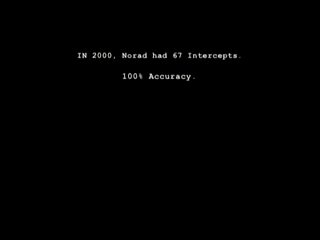 IN 2000, Norad had 67 Intercepts.
100% Accuracy.